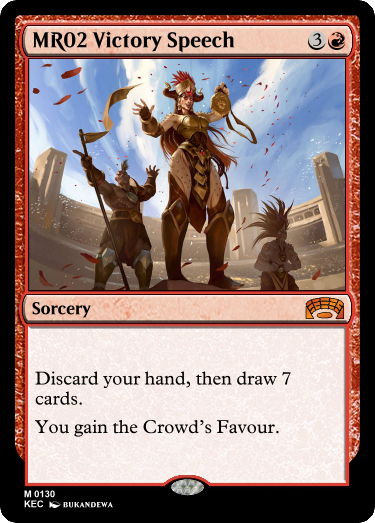 MR02 Victory Speech 3
Sorcery
Discard your hand, then draw 7
cards.
You gain the Crowd's Favour.
M 0130
KEC BUKANDEWA